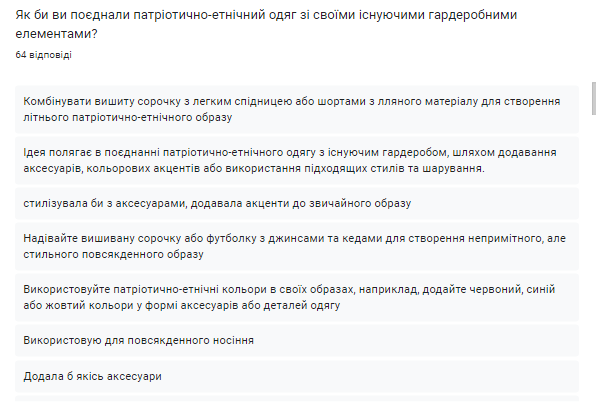 Як би ви поєднали патріотично-етнічний одяг зі своїми існуючими гардеробними
елементами?
64 відповіді
Комбінувати вишиту сорочку з легким спідницею або шортами з лляного матеріалу для створення
літнього патріотично-етнічного образу
Ідея полягає в поєднанні патріотично-етнічного одягу з існуючим гардеробом, шляхом додавання
аксесуарів, кольорових акцентів або використання підходящих стилів та шарування.
стилізувала би з аксесуарами, додавала акценти до звичайного образу
Надівайте вишивану сорочку або футболку з джинсами та кедами для створення непримітного, але
стильного повсякденного образу
Використовуйте патріотично-етнічні кольори в своїх образах, наприклад, додайте червоний, синій
або жовтий кольори у формі аксесуарів або деталей одягу
Використовую для повсякденного носіння
Додала б якісь аксесуари